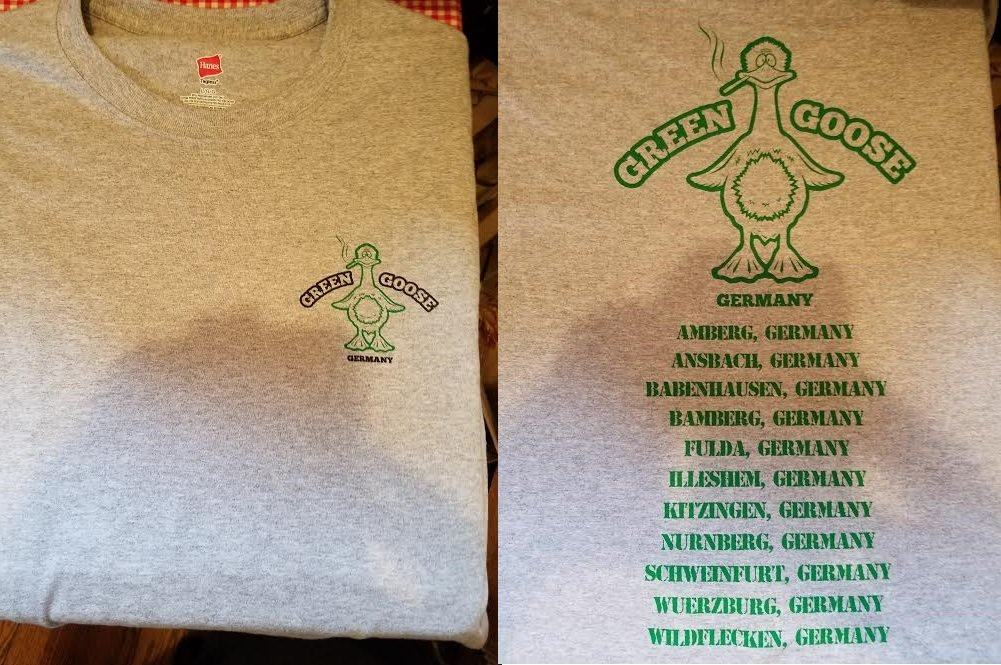 Hanes
GREEN GOOSE
GERMANY
GREEN GOOSE
GERMANY
AMBERG, GERMANY
ANSBACH, GERMANY
BABENHAUSEN, GERMANY
BAMBERG, GERMANY
FULDA, GERMANY
ILLESHEM, GERMANY
KITZINGEN, GERMANY
NURNBERG, GERMANY
SCHWEINFURT, GERMANY
WUERZBURG, GERMANY
WILDFLECKEN, GERMANY